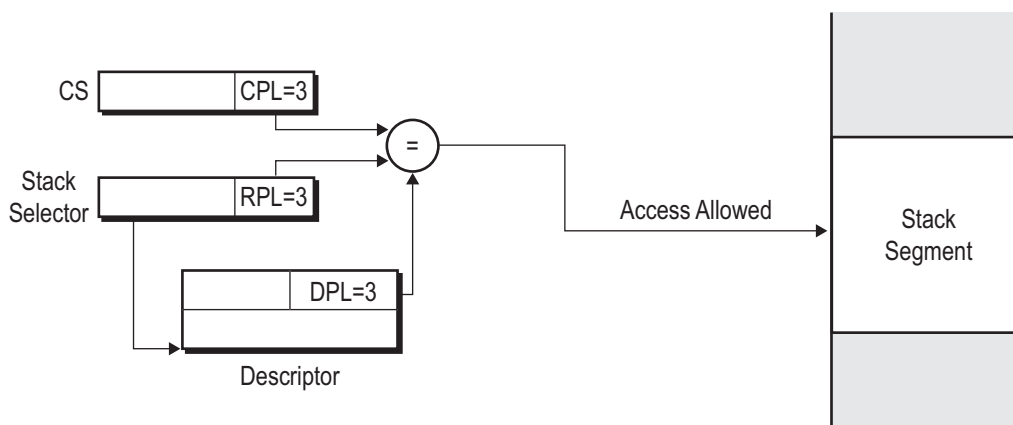 CS
CPL=3
=
Stack
Selector
RPL=3
Access Allowed
Stack
Segment
DPL=3
Descriptor